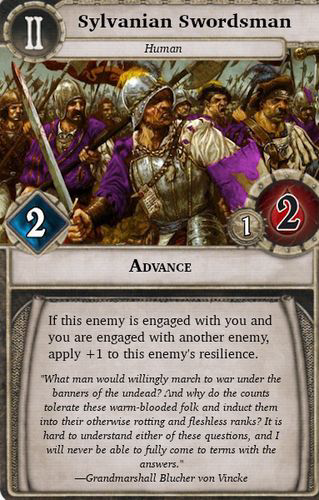 II
Sylvanian Swordsman
Human
2
1
2
ADVANCE
If this enemy is engaged with you and
you are engaged with another enemy,
apply +1 to this enemy's resilience.
"What man would willingly march to war under the
banners of the undead? And why do the counts
tolerate these warm-blooded folk and induct them
into their otherwise rotting and fleshless ranks? It is
hard to understand either of these questions, and I
will never be able to fully come to terms with the
answers."
—Grandmarshall Blucher von Vincke